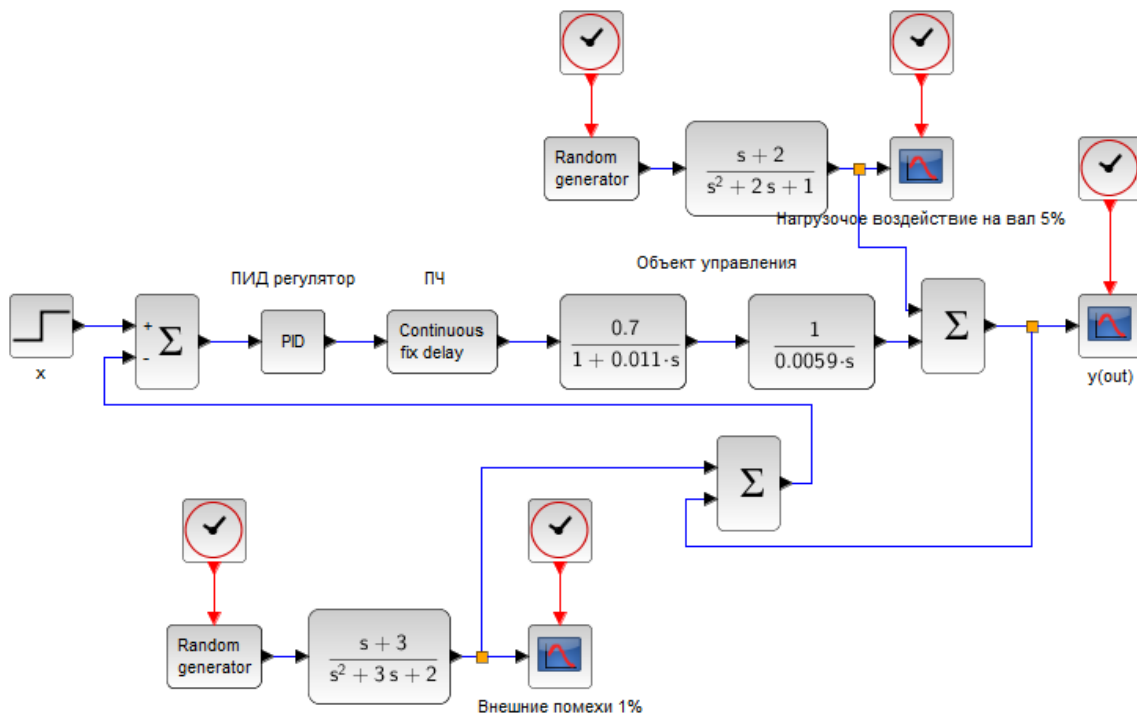 Random
generator
s + 2
s² + 2 s + 1
Нагрузочое воздействие на вал 5%
ПИД регулятор
ПЧ
Объект управления
+
-
Σ
PID
Continuous
fix delay
0.7
1 + 0.011·s
1
0.0059·s
Σ
x
y(out)
Σ
Random
generator
s + 3
s² + 3 s + 2
Внешние помехи 1%